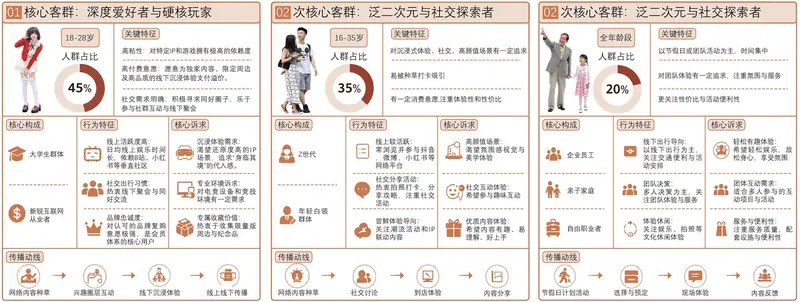 01 核心客群：深度爱好者与硬核玩家
18-28岁
人群占比
45%
关键特征
高粘性：对特定IP和游戏拥有极高的依赖度
高付费意愿：愿意为独家内容，限定周边及高品质的线下沉浸体验支付溢价。
社交需求明确：积极寻求同好圈子，乐于参与社群互动与线下聚会
核心构成
大学生群体
新锐互联网
从业者
行为特征
线上活跃度高：
日均线上娱乐时间长，依赖B站、小红书等垂直社区
社交出行习惯：
热衷线下聚会与同好交流
品牌忠诚度：
对认可的品牌复购意愿极强，是会员体系的核心用户
核心诉求
沉浸体验需求：
渴望还原度高的IP场景，追求“身临其境”的代入感。
专业环境诉求：
对电竞设备和竞技环境有一定需求
专属收藏价值：
热衷于收集限量版周边与纪念品
传播动线
网络内容种草
兴趣圈层互动
线下沉浸体验
线上线下传播
02 次核心客群：泛二次元与社交探索者
16-35岁
人群占比
35%
关键特征
对沉浸式体验、社交、高颜值场景有一定追求
易被种草打卡吸引
有一定消费意愿,注重体验性和性价比
核心构成
Z世代
年轻白领
群体
行为特征
线上较活跃：
常浏览并参与抖音、微博、小红书等网络平台
社交分享活动：
热衷拍照打卡、分享攻略、注重社交活动
尝鲜体验导向：
关注潮流活动和IP联动内容
核心诉求
高颜值场景：
渴望氛围感视觉与美学体验
社交互动体验：
希望参与趣味互动
优质内容体验：
希望内容有趣、易理解、好上手
传播动线
网络内容种草
社交讨论
到店体验
内容分享
03 次核心客群：泛二次元与社交探索者
全年龄段
人群占比
20%
关键特征
以节假日或团队活动为主，时间集中
对团队体验有一定追求，注重氛围与服务
更关注性价比与活动便利性
核心构成
企业员工
亲子家庭
自由职业者
行为特征
线下出行导向：
以线下出行为主，关注交通便利与活动安排
团队决策：
多人决策为主，关注团队体验与服务
体验休闲：
关注娱乐、拍照等文化休闲体验
核心诉求
轻松有趣体验：
希望轻松娱乐、放松身心、享受氛围
团体互动需求：
适合多人参与的互动项目与活动
服务与便利性：
注重服务质量、配套设施与便利性
传播动线
节假日计划活动
选择与预定
现场体验
内容反馈